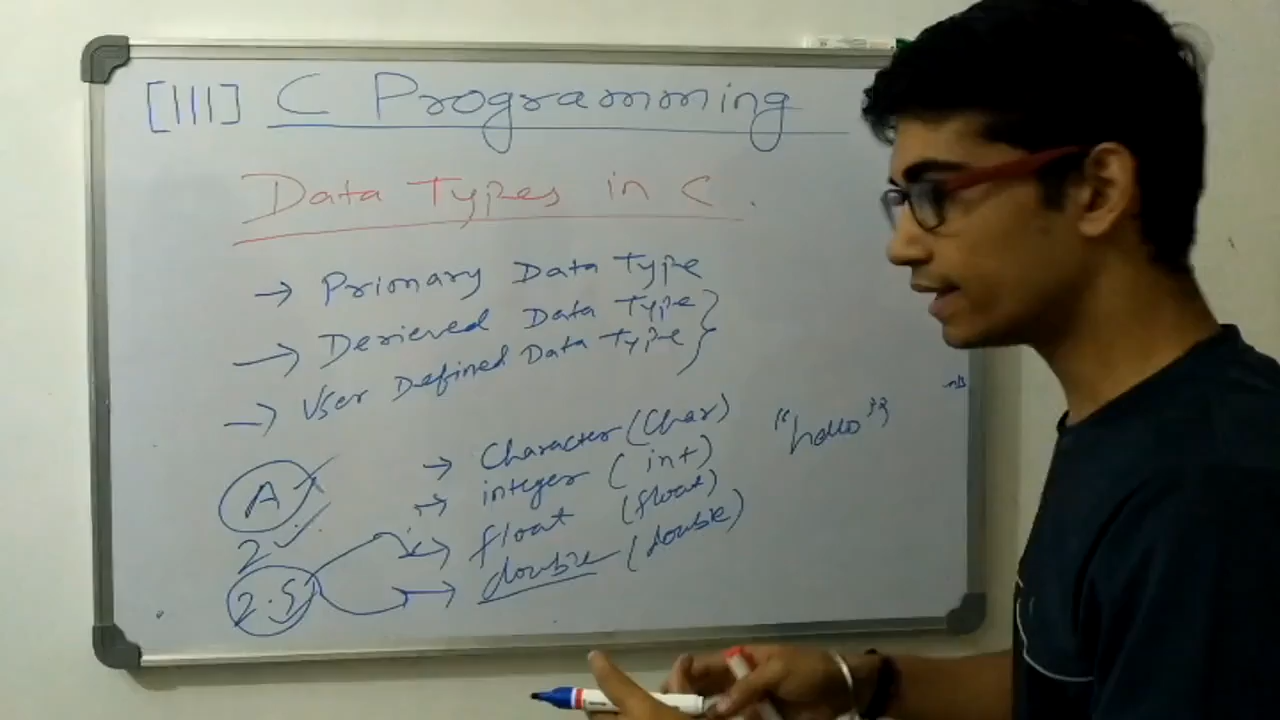 [III] C Programming
Data Types in C.
→ Primary Data Type
→ Derieved Data Type
→ User Defined Data Type
→ Character (Char) "hello"
A → integer (int)
2 → float (float)
2.5 → double (double)